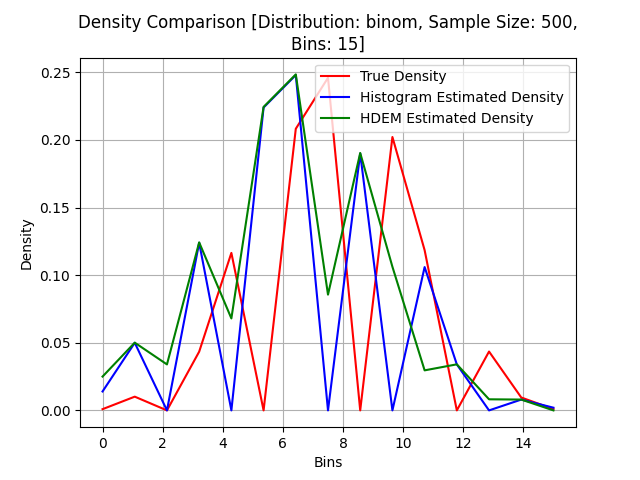 Density Comparison [Distribution: binom, Sample Size: 500,
Bins: 15]
True Density
Histogram Estimated Density
HDEM Estimated Density
Density
0.25
0.20
0.15
0.10
0.05
0.00
0 2 4 6 8 10 12 14
Bins